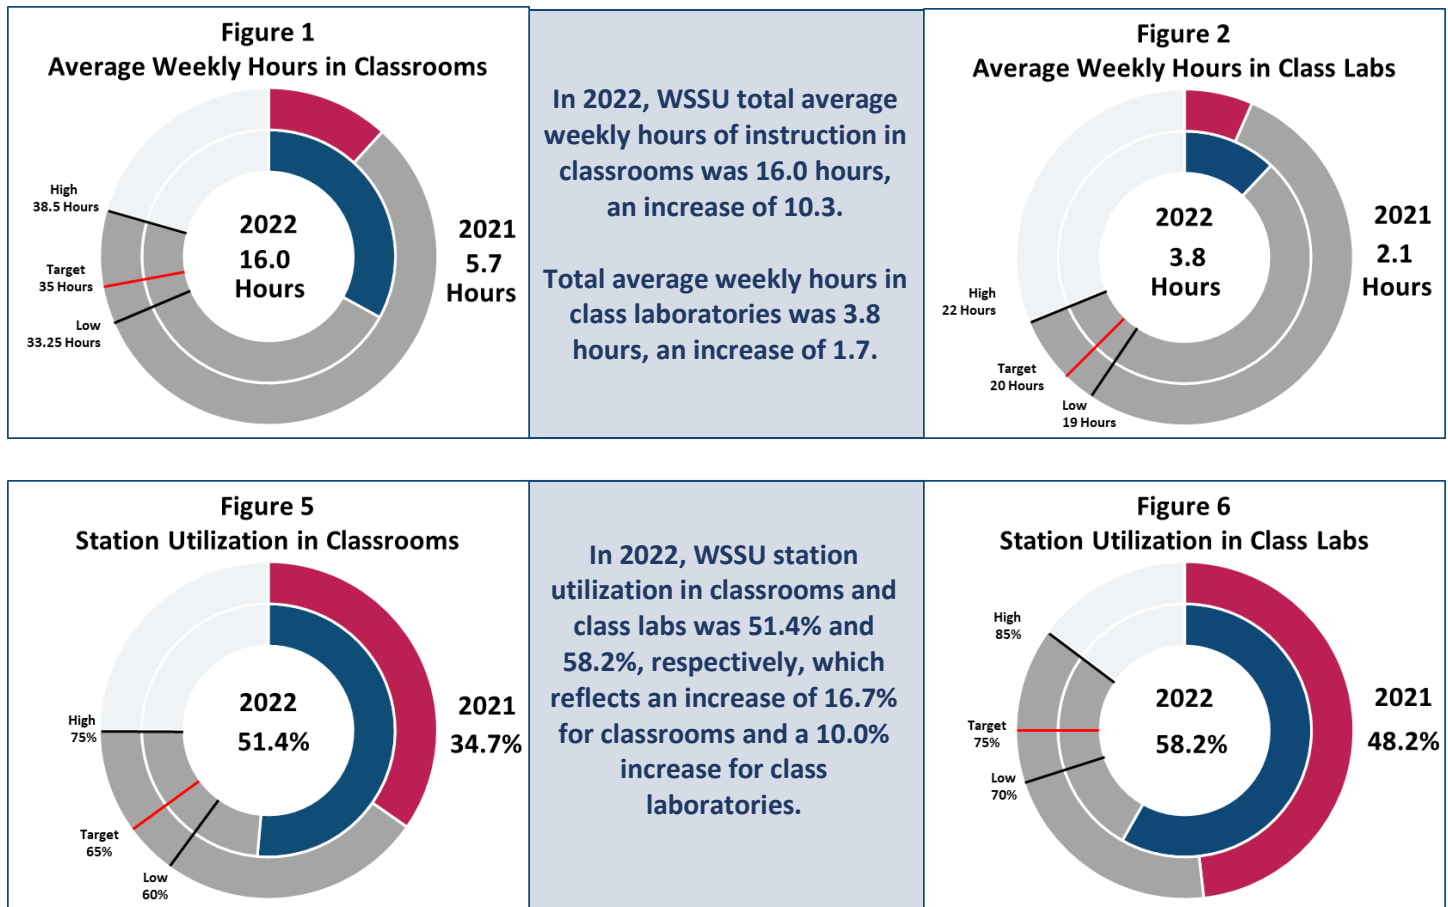 Figure 1
Average Weekly Hours in Classrooms
High
38.5 Hours
Target
35 Hours
Low
33.25 Hours
2022
16.0
Hours
2021
5.7
Hours
In 2022, WSSU total average
weekly hours of instruction in
classrooms was 16.0 hours,
an increase of 10.3.
Total average weekly hours in
class laboratories was 3.8
hours, an increase of 1.7.
Figure 2
Average Weekly Hours in Class Labs
High
22 Hours
Target
20 Hours
Low
19 Hours
2022
3.8
Hours
2021
2.1
Hours
Figure 5
Station Utilization in Classrooms
High
75%
Target
65%
Low
60%
2022
51.4%
2021
34.7%
In 2022, WSSU station
utilization in classrooms and
class labs was 51.4% and
58.2%, respectively, which
reflects an increase of 16.7%
for classrooms and a 10.0%
increase for class
laboratories.
Figure 6
Station Utilization in Class Labs
High
85%
Target
75%
Low
70%
2022
58.2%
2021
48.2%